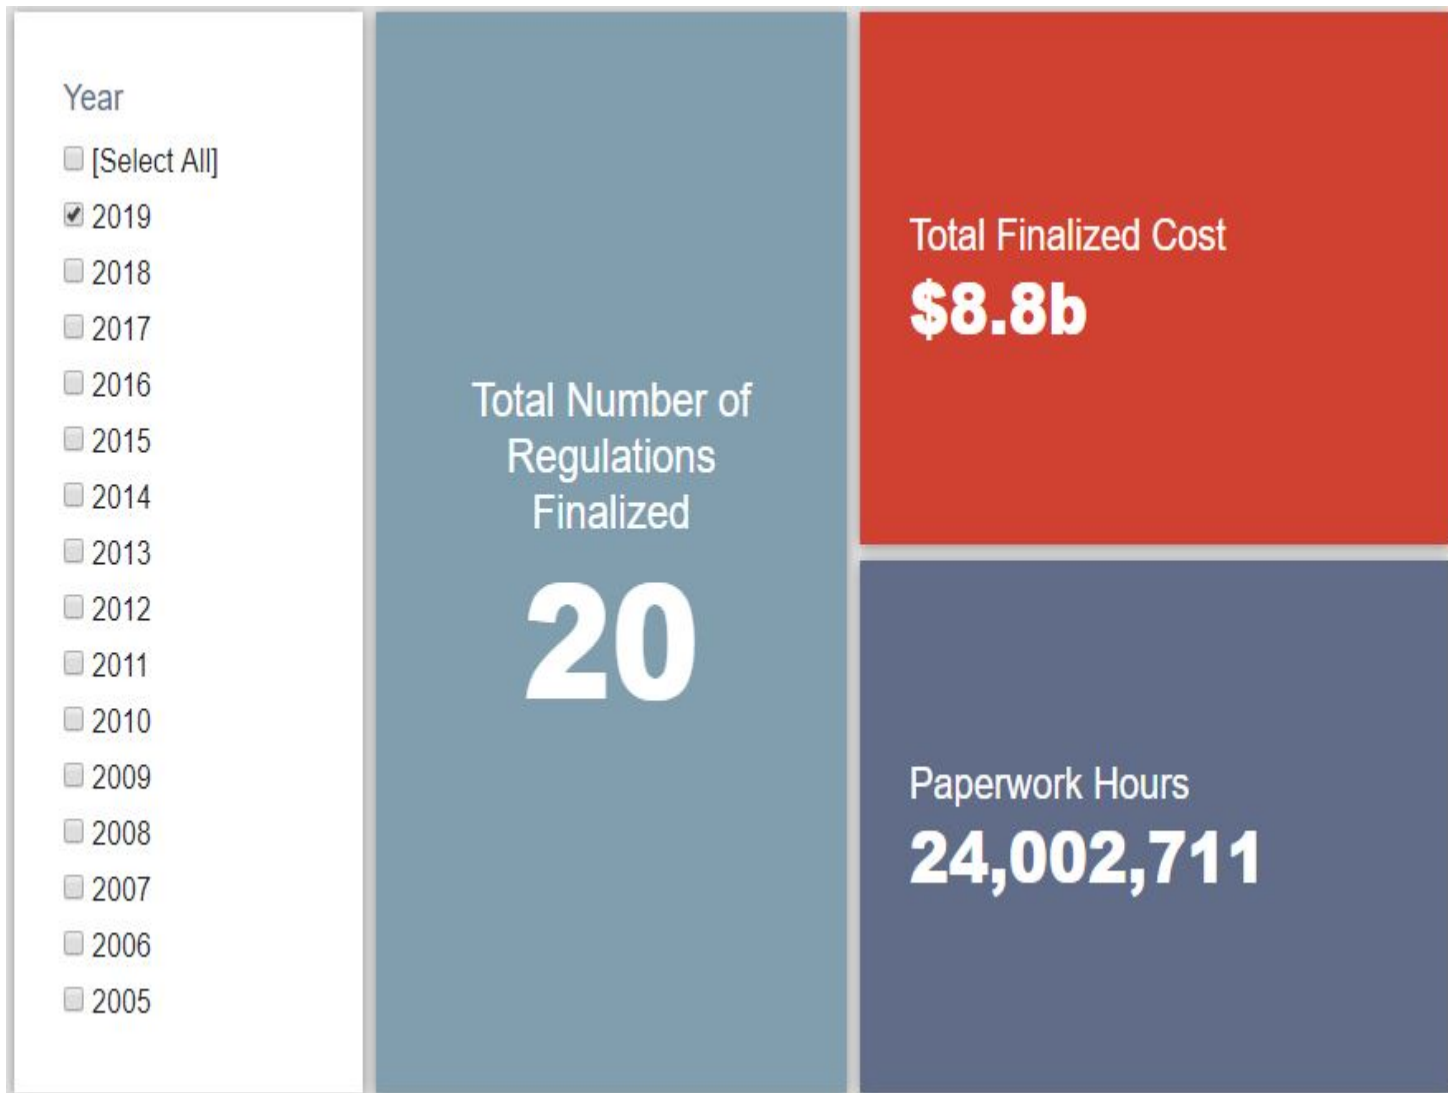 Year
[Select All]
2019
2018
2017
2016
2015
2014
2013
2012
2011
2010
2009
2008
2007
2006
2005
Total Number of
Regulations
Finalized
20
Total Finalized Cost
$8.8b
Paperwork Hours
24,002,711